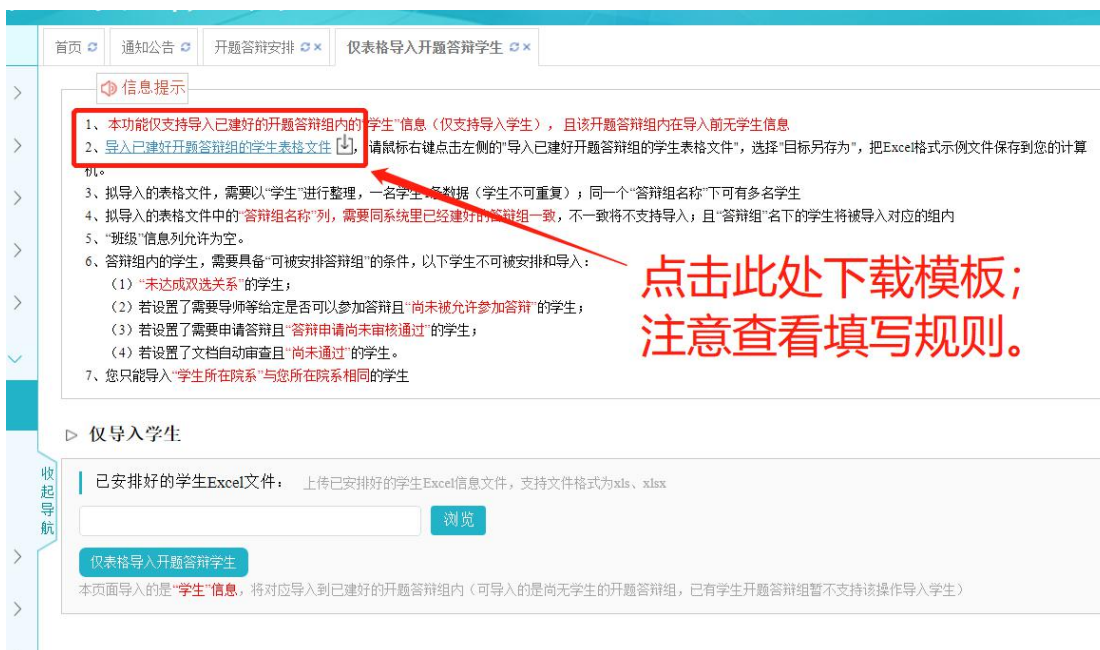 首页 通知公告 开题答辩安排 × 仅表格导入开题答辩学生 ×
信息提示
1、本功能仅支持导入已建好的开题答辩组内的"学生"信息（仅支持导入学生），且该开题答辩组内在导入前无学生信息
2、导入已建好开题答辩组的学生表格文件 ，请鼠标右键点击左侧的"导入已建好开题答辩组的学生表格文件"，选择"目标另存为"，把Excel格式示例文件保存到您的计算
机。
3、拟导入的表格文件，需要以"学生"进行整理，一名学生 条数据（学生不可重复）；同一个"答辩组名称"下可有多名学生
4、拟导入的表格文件中的"答辩组名称"列，需要同系统里已经建好的答辩组一致，不一致将不支持导入；且"答辩组"名下的学生将被导入对应的组内
5、"班级"信息列允许为空。
6、答辩组内的学生，需要具备"可被安排答辩组"的条件，以下学生不可被安排和导入：
（1）"未达成双选关系"的学生；
（2）若设置了需要导师等给定是否可以参加答辩且"尚未被允许参加答辩"的学生；
（3）若设置了需要申请答辩且"答辩申请尚未审核通过"的学生；
（4）若设置了文档自动审查且"尚未通过"的学生。
7、您只能导入"学生所在院系"与您所在院系相同的学生
点击此处下载模板；
注意查看填写规则。
仅导入学生
收起导航
已安排好的学生Excel文件： 上传已安排好的学生Excel信息文件，支持文件格式为xls、xlsx
浏览
仅表格导入开题答辩学生
本页面导入的是"学生"信息，将对应导入到已建好的开题答辩组内（可导入的是尚无学生的开题答辩组，已有学生开题答辩组暂不支持该操作导入学生）